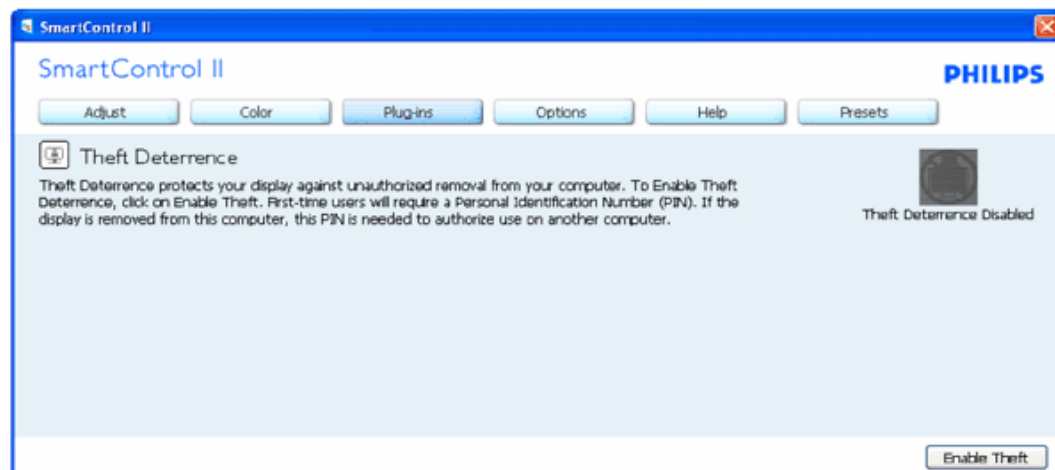 SmartControl II
SmartControl II
PHILIPS
Adjust Color Plug-ins Options Help Presets
Theft Deterrence
Theft Deterrence protects your display against unauthorized removal from your computer. To Enable Theft
Deterrence, click on Enable Theft. First-time users will require a Personal Identification Number (PIN). If the
display is removed from this computer, this PIN is needed to authorize use on another computer.
Theft Deterrence Disabled
Enable Theft